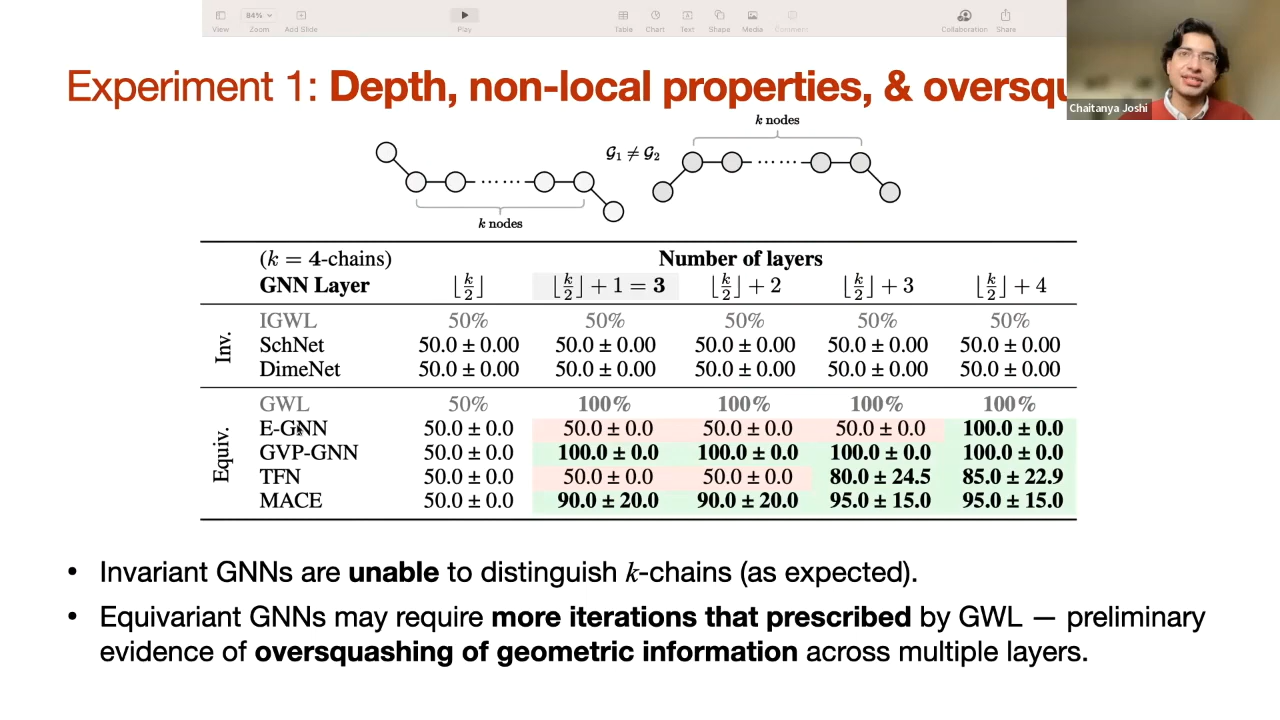 View
84%
Zoom
Add Slide
Play
Table
Chart
Text
Shape
Media
Comment
Collaboration
Share
Chaitanya Joshi
Experiment 1: Depth, non-local properties, & oversqu
k nodes
𝒢₁ ≠ 𝒢₂
k nodes
(k = 4-chains) Number of layers
GNN Layer ⌊k/2⌋ ⌊k/2⌋ + 1 = 3 ⌊k/2⌋ + 2 ⌊k/2⌋ + 3 ⌊k/2⌋ + 4
Inv.
IGWL 50% 50% 50% 50% 50%
SchNet 50.0 ± 0.00 50.0 ± 0.00 50.0 ± 0.00 50.0 ± 0.00 50.0 ± 0.00
DimeNet 50.0 ± 0.00 50.0 ± 0.00 50.0 ± 0.00 50.0 ± 0.00 50.0 ± 0.00
Equiv.
GWL 50% 100% 100% 100% 100%
E-GNN 50.0 ± 0.0 50.0 ± 0.0 50.0 ± 0.0 50.0 ± 0.0 100.0 ± 0.0
GVP-GNN 50.0 ± 0.0 100.0 ± 0.0 100.0 ± 0.0 100.0 ± 0.0 100.0 ± 0.0
TFN 50.0 ± 0.0 50.0 ± 0.0 50.0 ± 0.0 80.0 ± 24.5 85.0 ± 22.9
MACE 50.0 ± 0.0 90.0 ± 20.0 90.0 ± 20.0 95.0 ± 15.0 95.0 ± 15.0
• Invariant GNNs are unable to distinguish k-chains (as expected).
• Equivariant GNNs may require more iterations that prescribed by GWL — preliminary
evidence of oversquashing of geometric information across multiple layers.